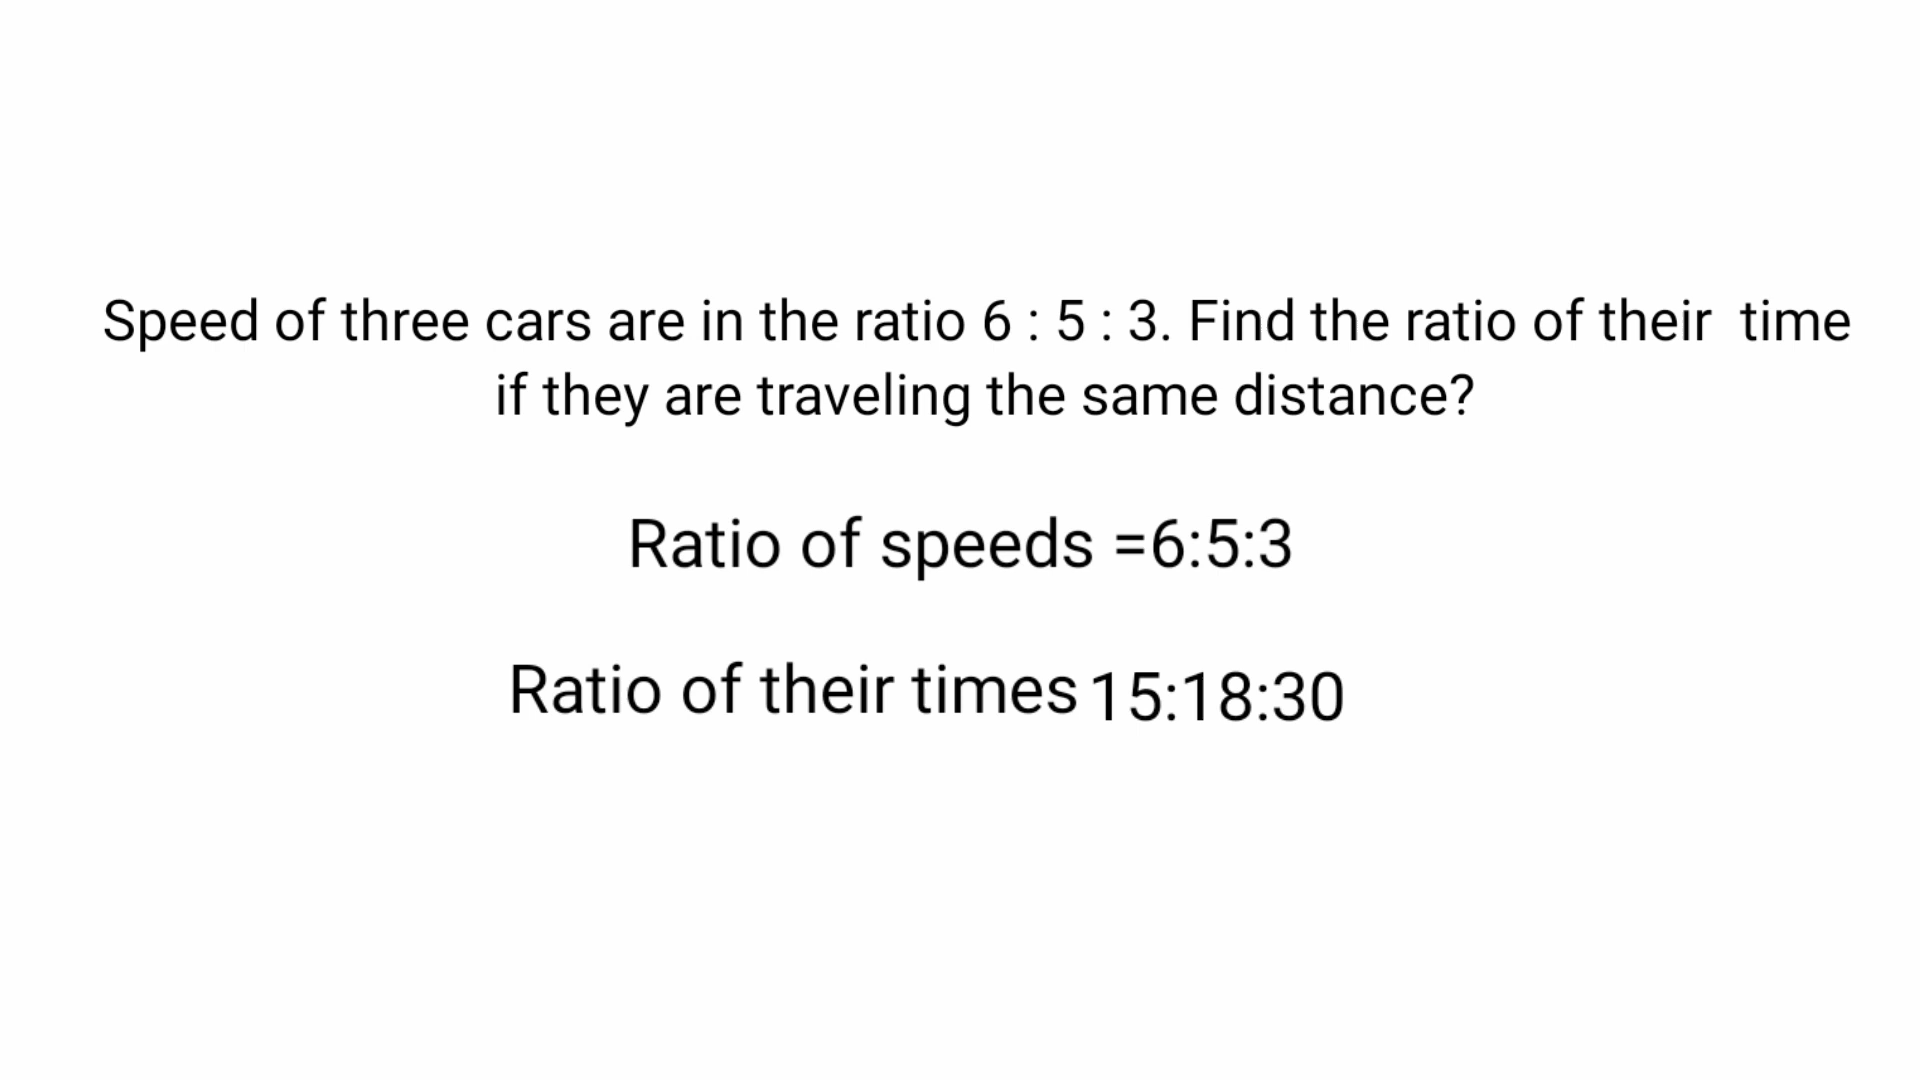 Speed of three cars are in the ratio 6 : 5 : 3. Find the ratio of their  time
if they are traveling the same distance?
Ratio of speeds =6:5:3
Ratio of their times 15:18:30